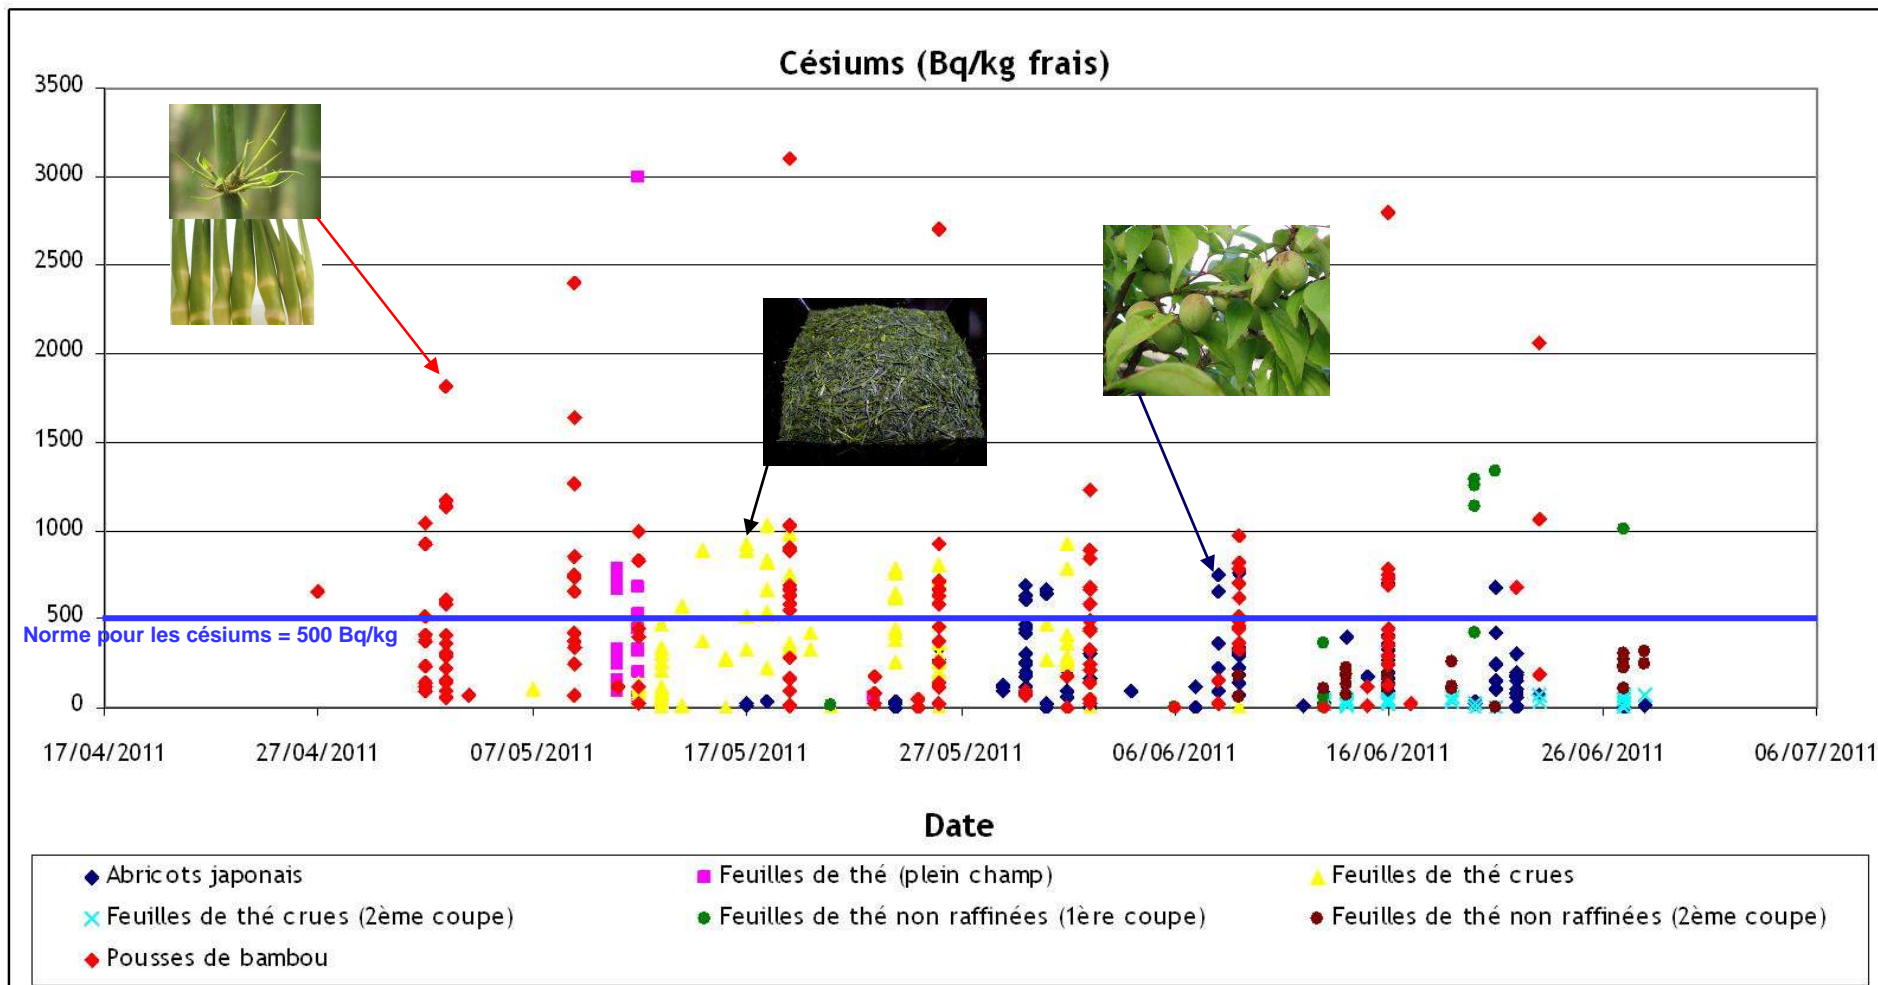 Césiums (Bq/kg frais)
3500
3000
2500
2000
1500
1000
500
Norme pour les césiums = 500 Bq/kg
0
17/04/2011 27/04/2011 07/05/2011 17/05/2011 27/05/2011 06/06/2011 16/06/2011 26/06/2011 06/07/2011
Date
Abricots japonais Feuilles de thé (plein champ) Feuilles de thé crues
Feuilles de thé crues (2ème coupe) Feuilles de thé non raffinées (1ère coupe) Feuilles de thé non raffinées (2ème coupe)
Pousses de bambou